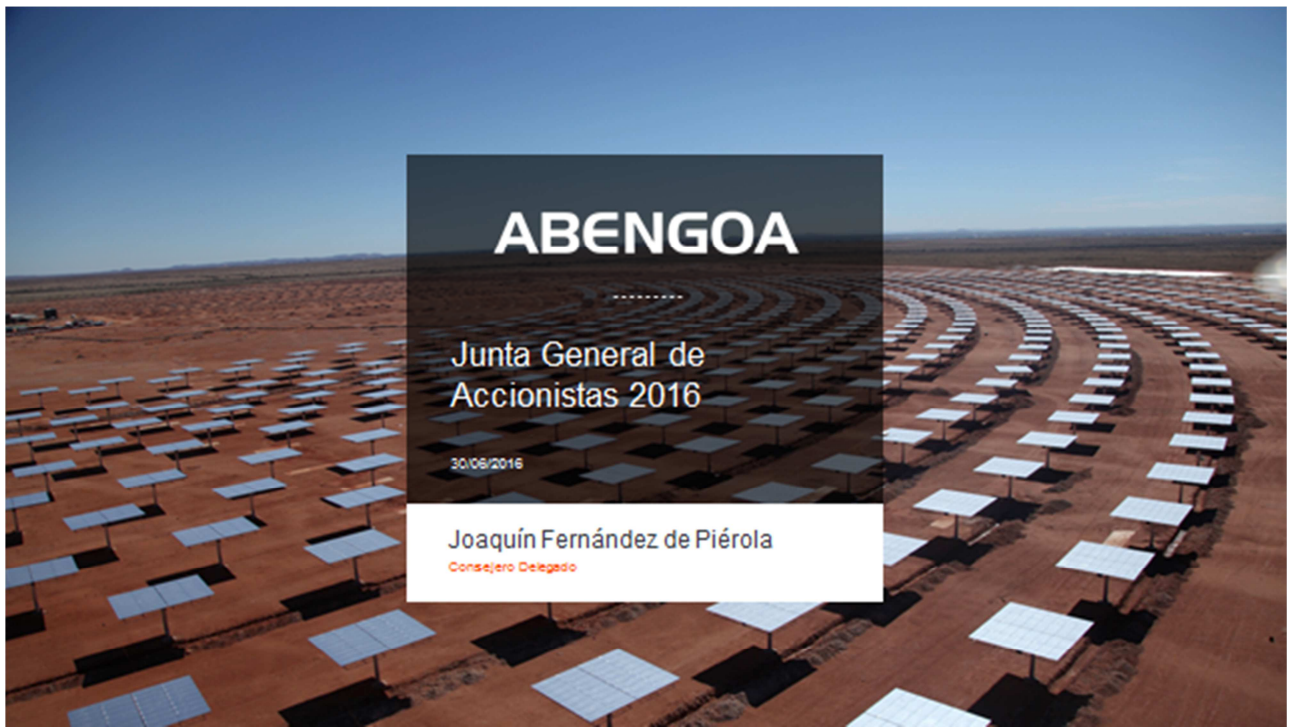 ABENGOA
Junta General de
Accionistas 2016
30/06/2016
Joaquín Fernández de Piérola
Consejero Delegado